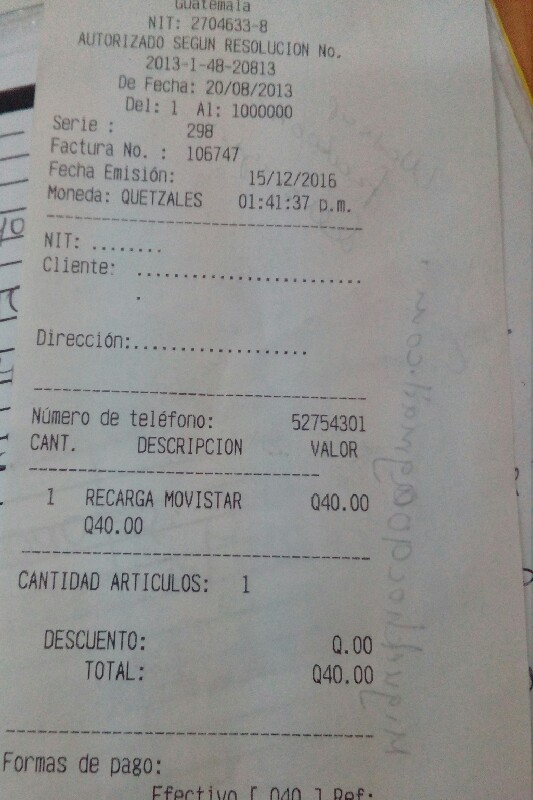 Guatemala
NIT: 2704633-8
AUTORIZADO SEGUN RESOLUCION No.
2013-1-48-20813
De Fecha: 20/08/2013
Del: 1 Al: 1000000
Serie : 298
Factura No. : 106747
Fecha Emisión: 15/12/2016
Moneda: QUETZALES 01:41:37 p.m.
NIT: ........
Cliente: ........................
.
Dirección:..................
Número de teléfono: 52754301
CANT. DESCRIPCION VALOR
1 RECARGA MOVISTAR Q40.00
Q40.00
CANTIDAD ARTICULOS: 1
DESCUENTO: Q.00
TOTAL: Q40.00
Formas de pago:
Efectivo [ Q40 ] Ref: